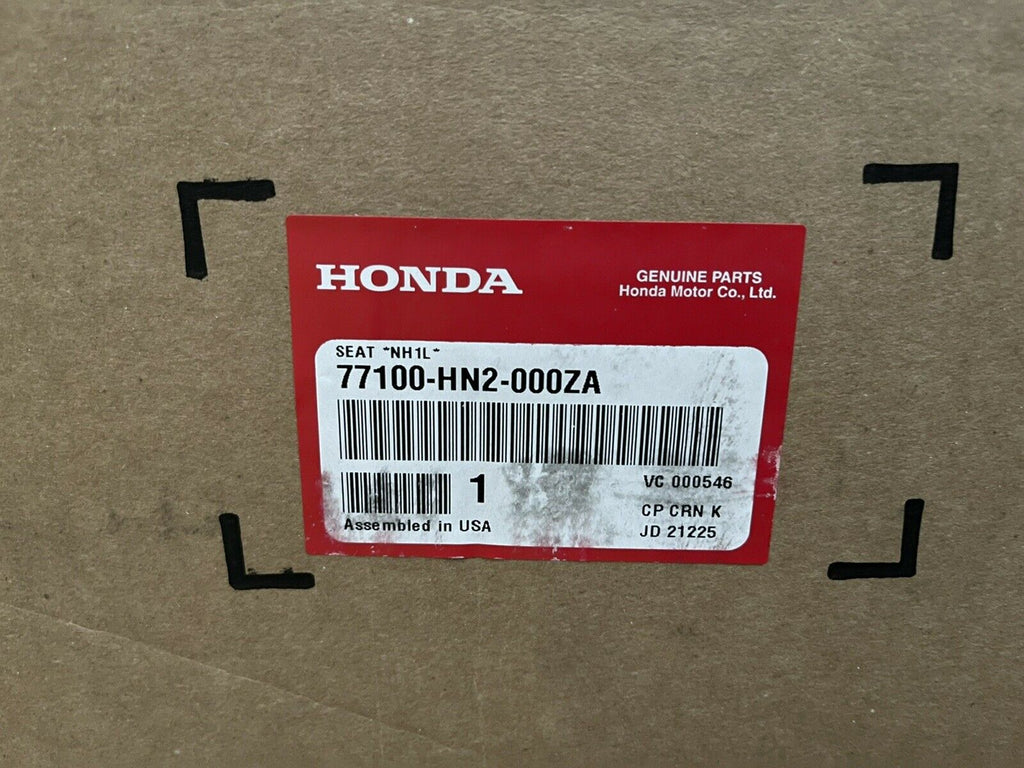 HONDA
GENUINE PARTS
Honda Motor Co., Ltd.
SEAT *NH1L*
77100-HN2-000ZA
1
VC 000546
CP CRN K
Assembled in USA
JD 21225